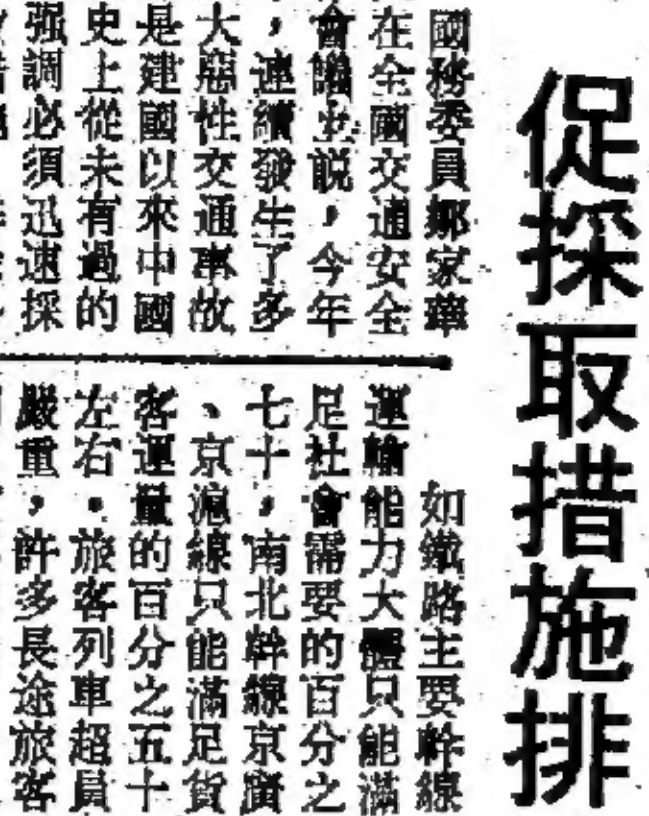 促採取措施排
國務委員鄒家華
在全國交通安全
會議上說，今年
，連續發生了多
大惡性交通事故
是建國以來中國
史上從未有過的
强調必須迅速採
如鐵路主要幹線
運輸能力大體只能滿
足社會需要的百分之
七十，南北幹線京廣
、京滬線只能滿足貨
客運量的百分之五十
左右。旅客列車超員
嚴重，許多長途旅客